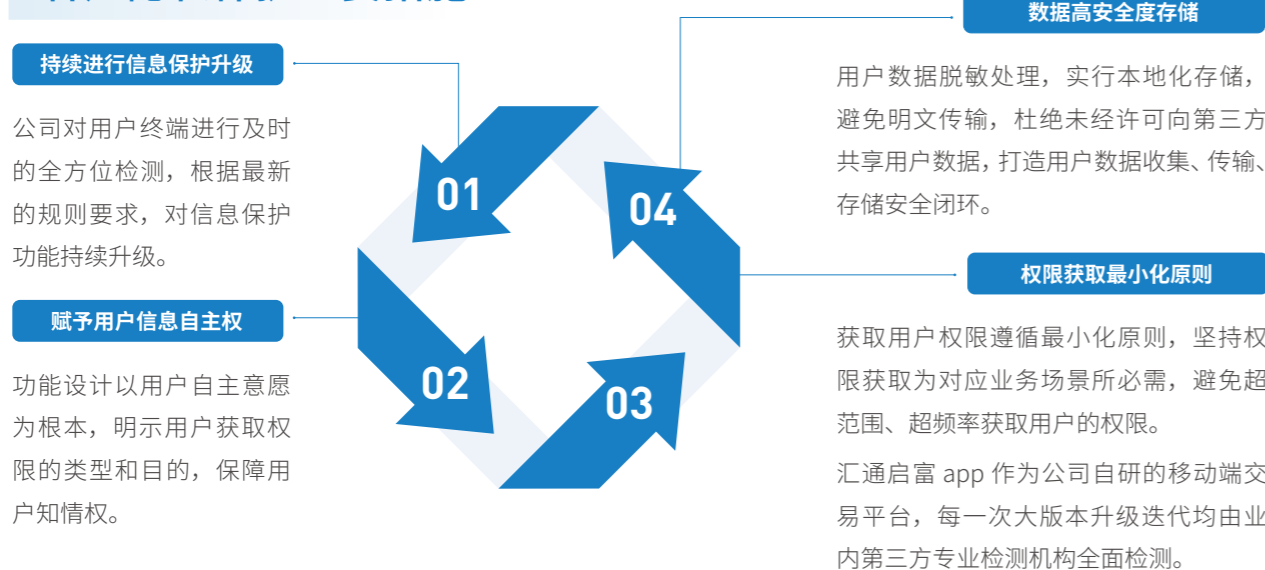 持续进行信息保护升级
公司对用户终端进行及时
的全方位检测，根据最新
的规则要求，对信息保护
功能持续升级。
赋予用户信息自主权
功能设计以用户自主意愿
为根本，明示用户获取权
限的类型和目的，保障用
户知情权。
01
02
03
04
数据高安全度存储
用户数据脱敏处理，实行本地化存储，
避免明文传输，杜绝未经许可向第三方
共享用户数据，打造用户数据收集、传输、
存储安全闭环。
权限获取最小化原则
获取用户权限遵循最小化原则，坚持权
限获取为对应业务场景所必需，避免超
范围、超频率获取用户的权限。
汇通启富 app 作为公司自研的移动端交
易平台，每一次大版本升级迭代均由业
内第三方专业检测机构全面检测。